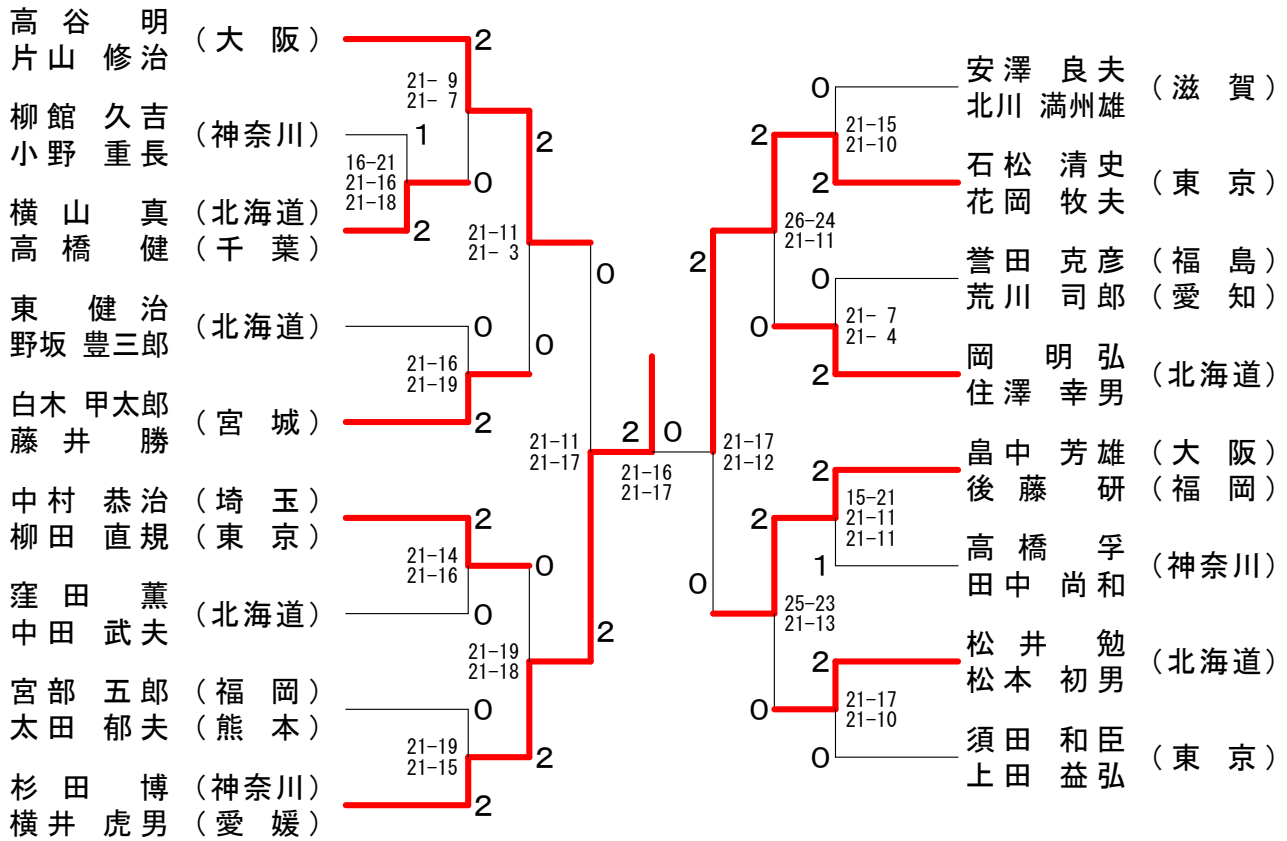 高谷 明
片山 修治
(大阪)
2
21- 9
21- 7
柳館 久吉
小野 重長
(神奈川)
1
16-21
21-16
21-18
0
2
横山 真 (北海道)
高橋 健 (千葉)
2
2
21-11
21- 3
0
東 健治
野坂 豊三郎
(北海道)
0
21-16
21-19
0
白木 甲太郎
藤井 勝
(宮城)
2
21-11
21-17
中村 恭治 (埼玉)
柳田 直規 (東京)
2
21-14
21-16
0
窪田 薫
中田 武夫
(北海道)
0
21-19
21-18
2
宮部 五郎 (福岡)
太田 郁夫 (熊本)
0
21-19
21-15
2
杉田 博 (神奈川)
横井 虎男 (愛媛)
2
2 0
21-16
21-17
0
安澤 良夫
北川 満州雄
(滋賀)
2
21-15
21-10
2
石松 清史
花岡 牧夫
(東京)
26-24
21-11
2
0
誉田 克彦 (福島)
荒川 司郎 (愛知)
0
21- 7
21- 4
2
岡 明弘
住澤 幸男
(北海道)
21-17
21-12
2
畠中 芳雄 (大阪)
後藤 研 (福岡)
2
15-21
21-11
21-11
1
高橋 孚
田中 尚和
(神奈川)
0
25-23
21-13
2
松井 勉
松本 初男
(北海道)
0
21-17
21-10
0
須田 和臣
上田 益弘
(東京)